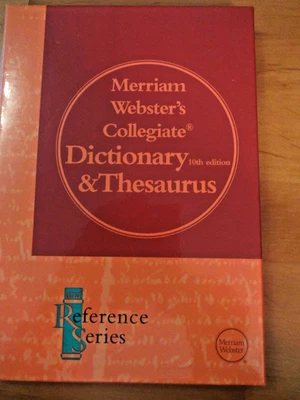 Merriam
Webster's
Collegiate®
Dictionary 10th edition
& Thesaurus
Reference
Series
Merriam
Webster